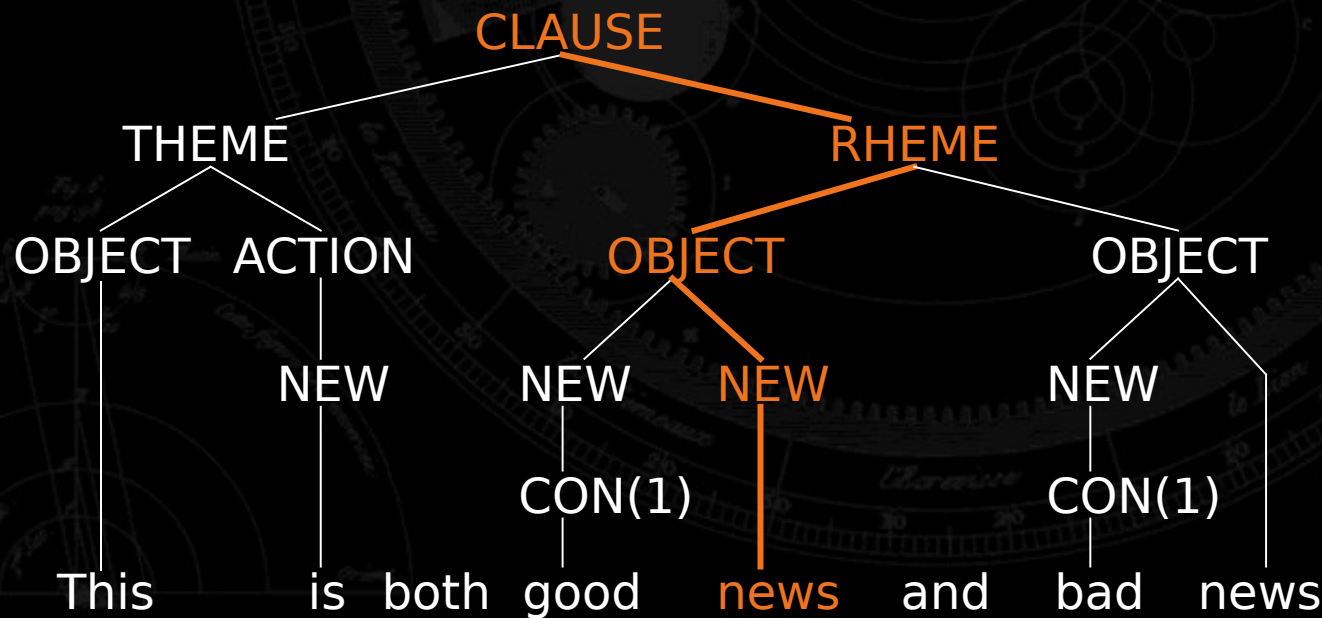 CLAUSE
THEME RHEME
OBJECT ACTION OBJECT OBJECT
NEW NEW NEW NEW
CON(1) CON(1)
This is both good news and bad news